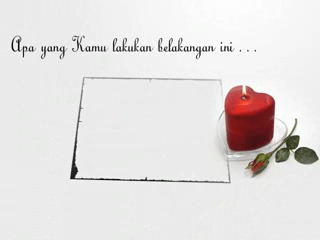 Apa yang Kamu lakukan belakangan ini . . .